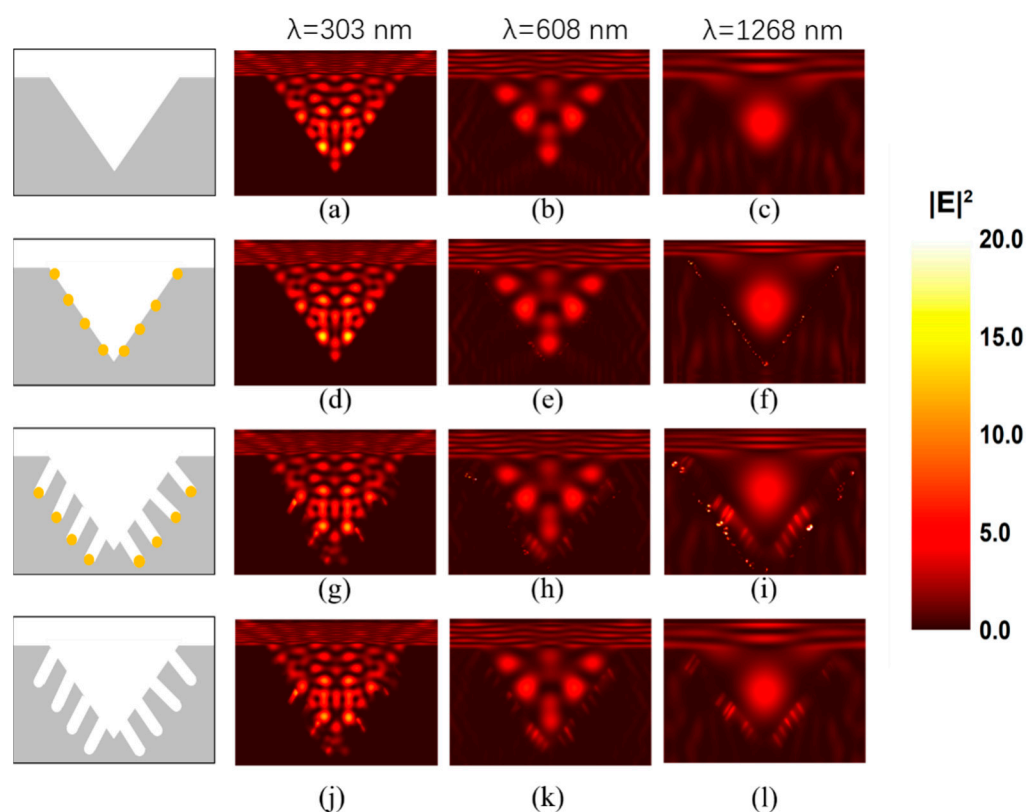 λ=303 nm λ=608 nm λ=1268 nm
(a) (b) (c)
|E|²
20.0
(d) (e) (f)
15.0
10.0
(g) (h) (i)
5.0
0.0
(j) (k) (l)